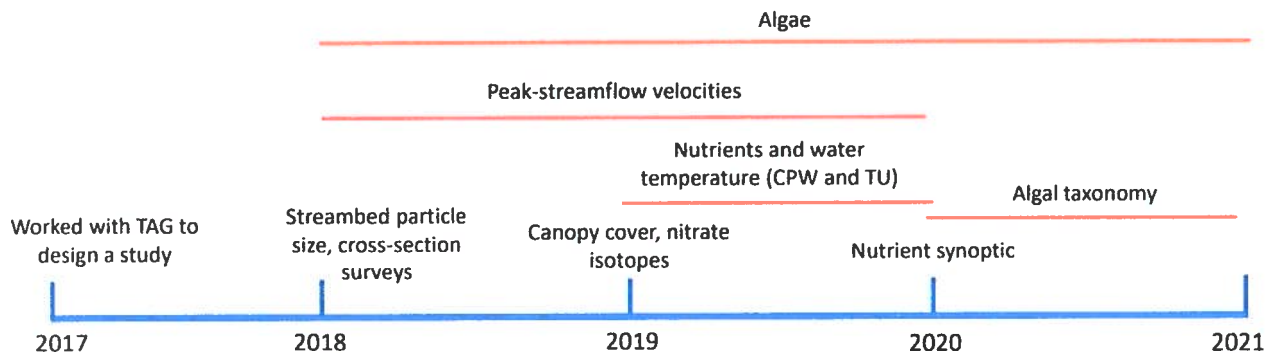 Algae
Peak-streamflow velocities
Nutrients and water
temperature (CPW and TU)
Algal taxonomy
Worked with TAG to
design a study
Streambed particle
size, cross-section
surveys
Canopy cover, nitrate
isotopes
Nutrient synoptic
2017
2018
2019
2020
2021